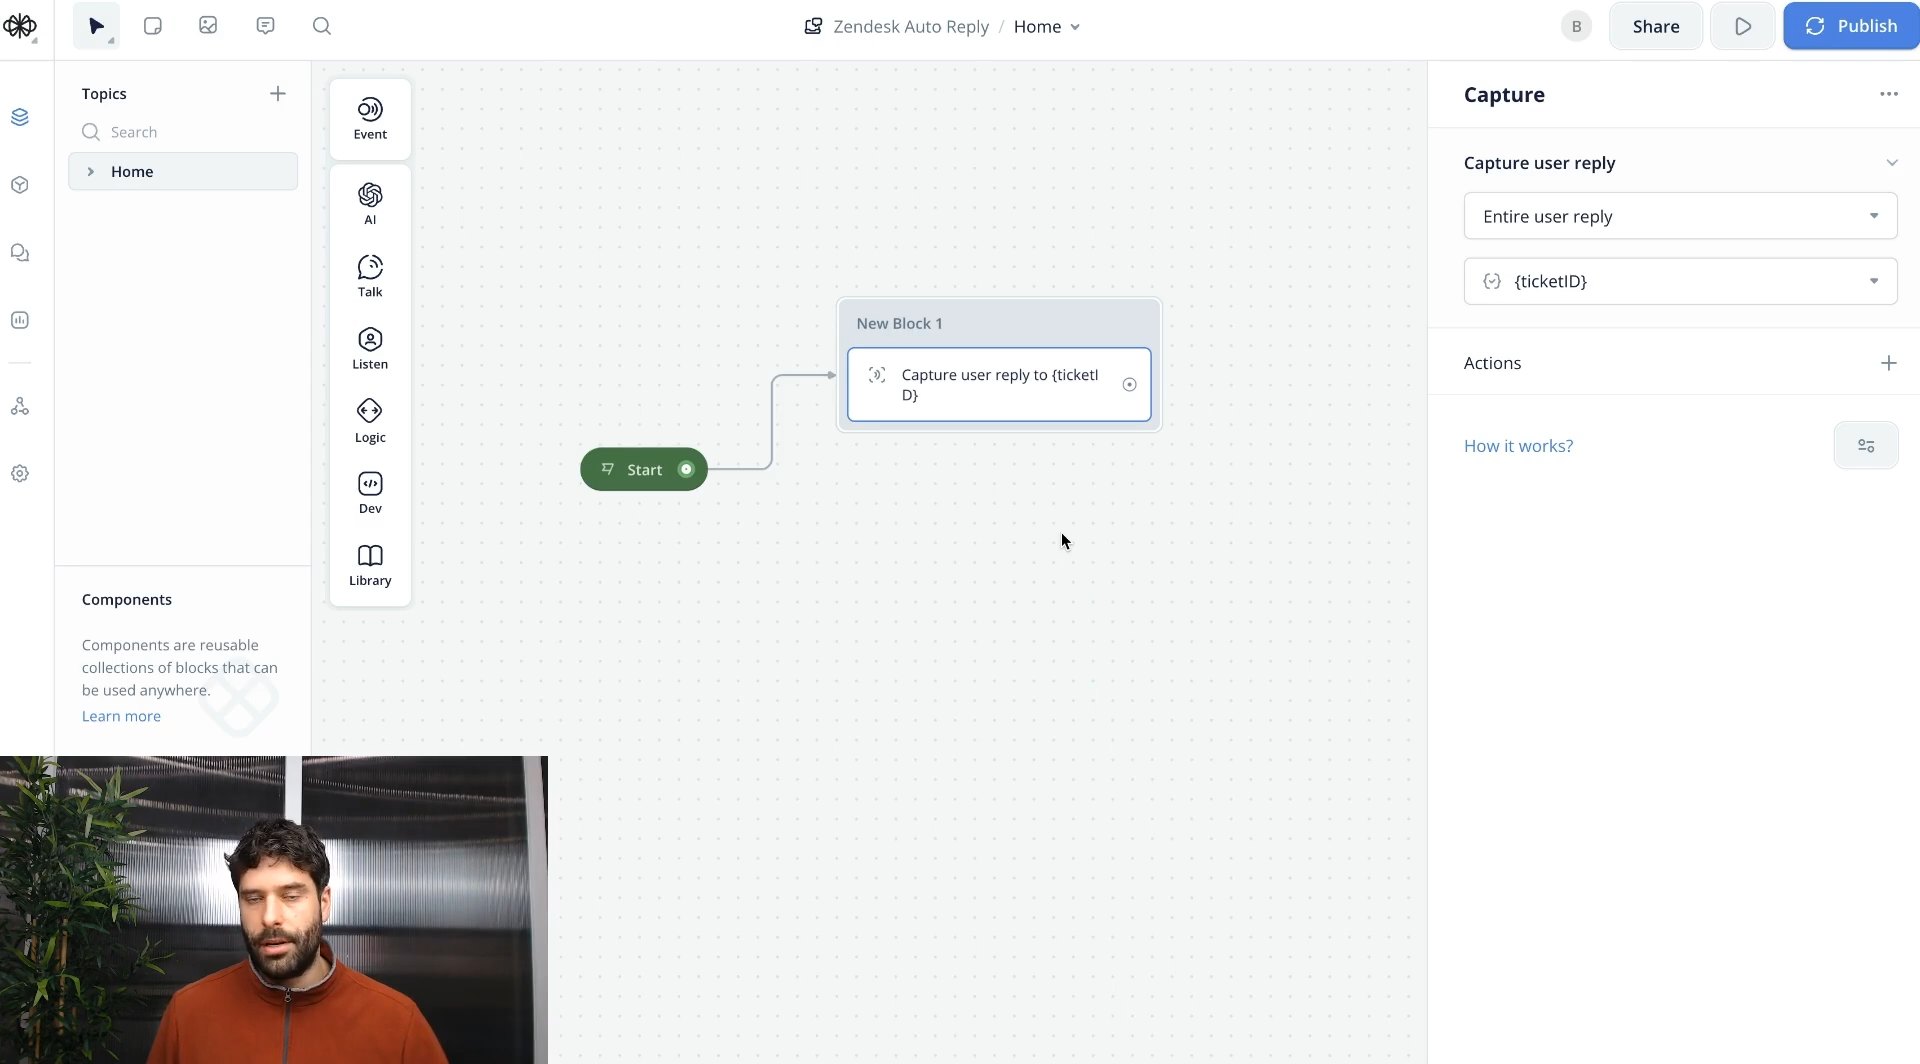 Zendesk Auto Reply / Home
B
Share
Publish
Topics
Search
Home
Components
Components are reusable
collections of blocks that can
be used anywhere.
Learn more
Event
AI
Talk
Listen
Logic
Dev
Library
Start
New Block 1
Capture user reply to {ticketI
D}
Capture
Capture user reply
Entire user reply
{ticketID}
Actions
How it works?